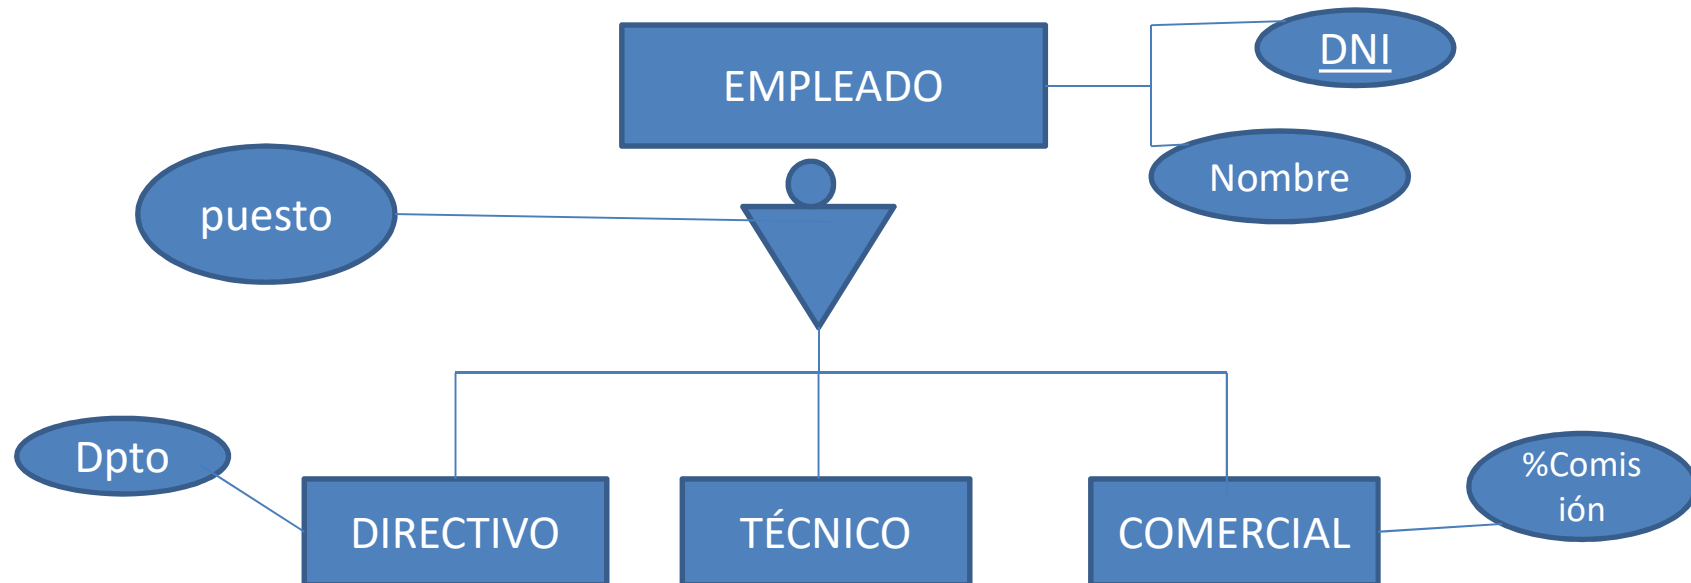 EMPLEADO
DNI
Nombre
puesto
Dpto
DIRECTIVO
TÉCNICO
COMERCIAL
%Comis
ión